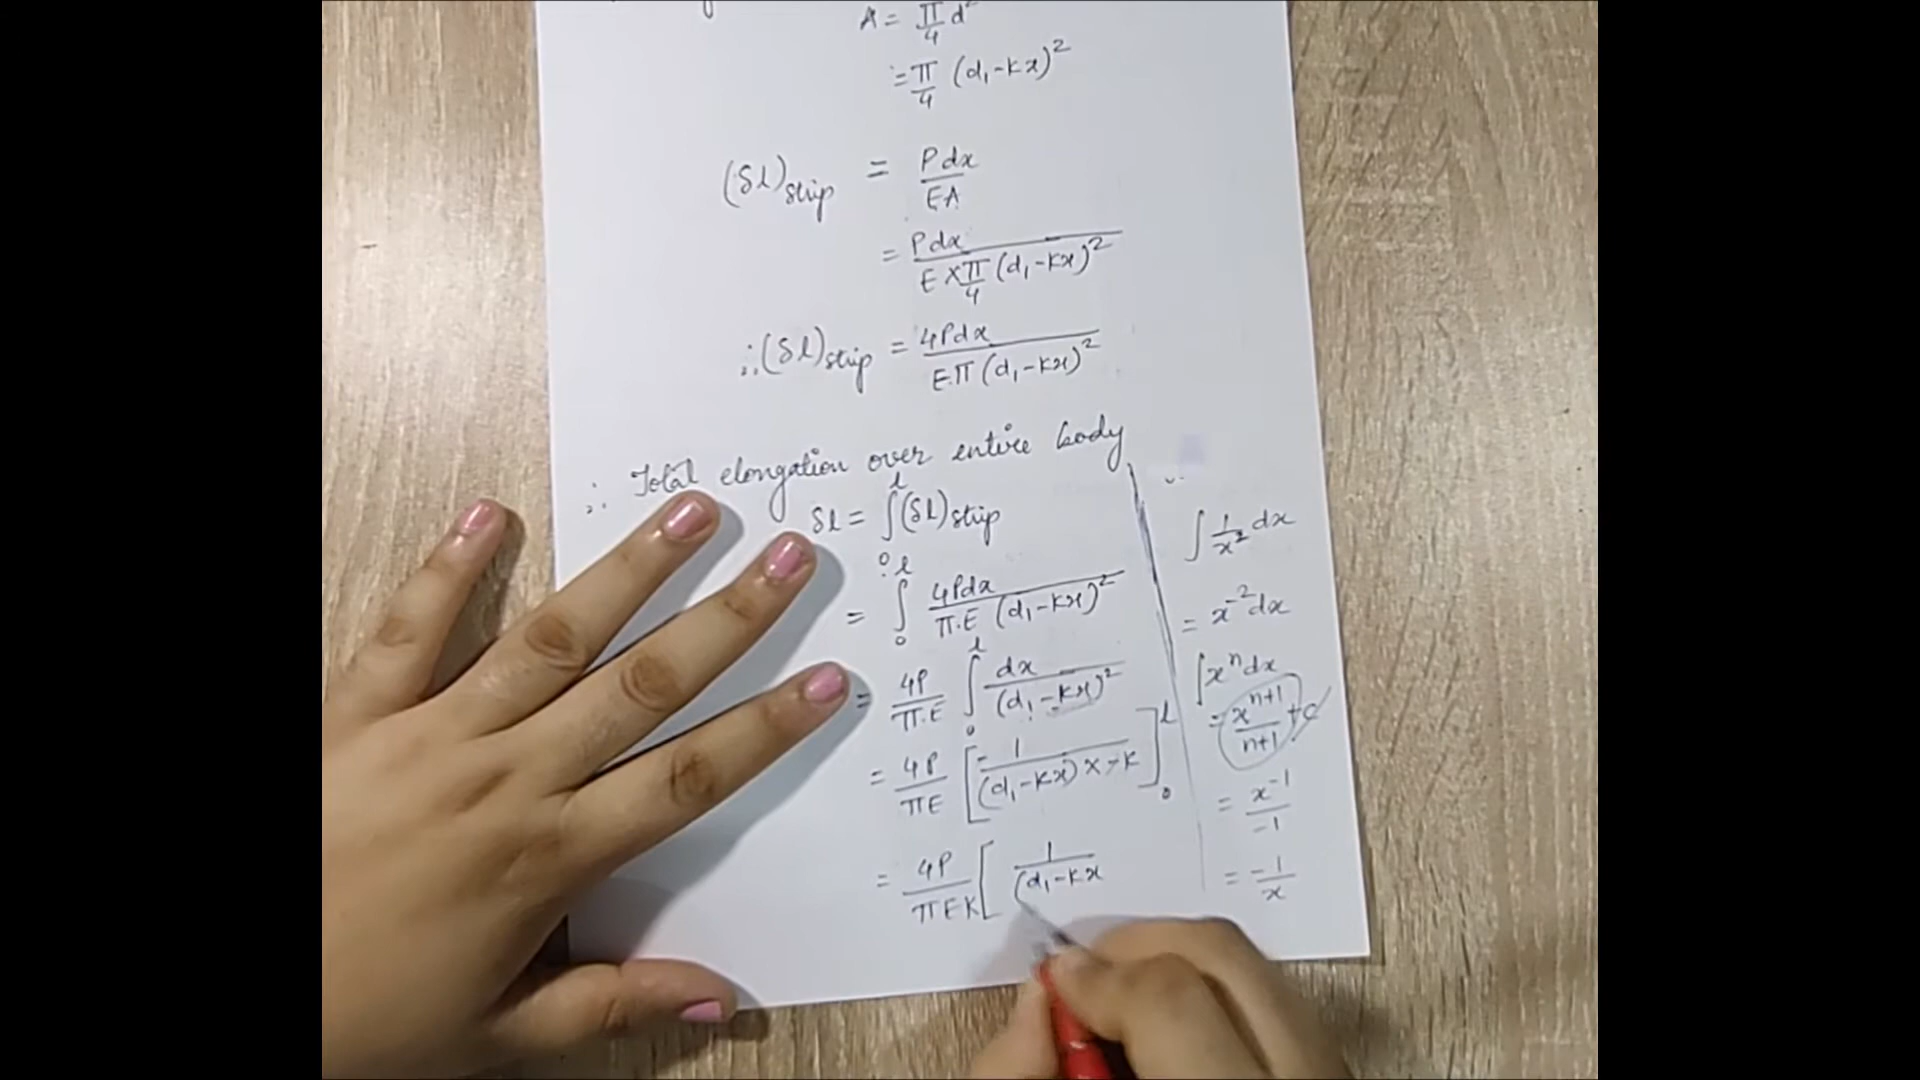 A = π/4 d²
= π/4 (d₁-kx)²
(δl)strip = Pdx/EA
= Pdx / E×π/4 (d₁-kx)²
∴ (δl)strip = 4Pdx / E.π (d₁-kx)²
∴ Total elongation over entire body
δl = ∫₀ˡ (δl)strip
= ∫₀ˡ 4Pdx / π.E (d₁-kx)²
= 4P/π.E ∫₀ˡ dx / (d₁-kx)²
= 4P/πE [-1 / (d₁-kx) x-k]₀ˡ
= 4P/πEK [ 1 / (d₁-kx
∫ 1/x² dx
= x⁻² dx
∫xⁿdx
= xⁿ⁺¹/n+1 + c
= x⁻¹/-1
= -1/x